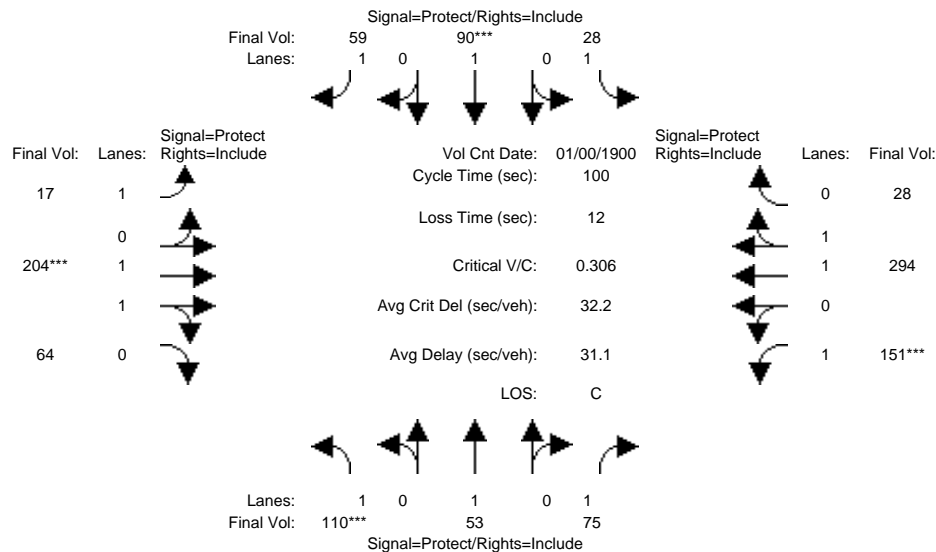 Signal=Protect/Rights=Include
Final Vol: 59 90*** 28
Lanes: 1 0 1 0 1
Signal=Protect
Final Vol: Lanes: Rights=Include
Vol Cnt Date: 01/00/1900
Signal=Protect
Rights=Include Lanes: Final Vol:
Cycle Time (sec): 100
17 1
0 28
Loss Time (sec): 12
0
1
204*** 1
Critical V/C: 0.306
1 294
1
Avg Crit Del (sec/veh): 32.2
0
64 0
Avg Delay (sec/veh): 31.1
1 151***
LOS: C
Lanes: 1 0 1 0 1
Final Vol: 110*** 53 75
Signal=Protect/Rights=Include